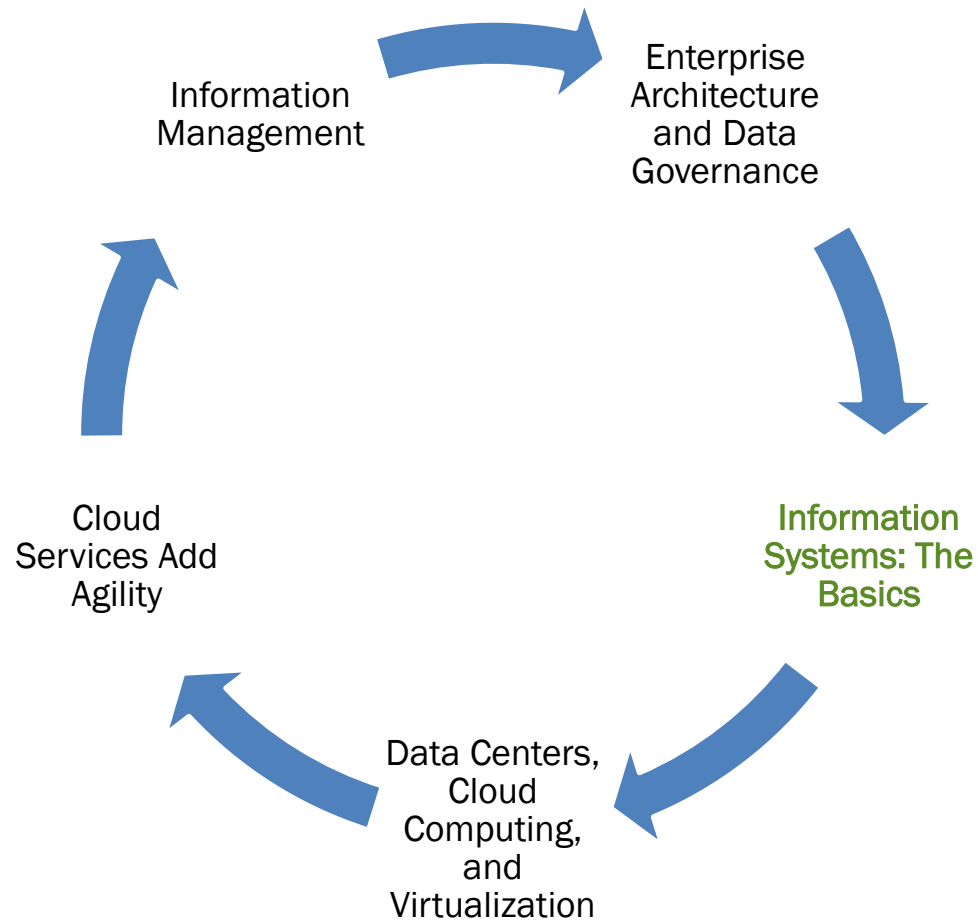 Information
Management
Enterprise
Architecture
and Data
Governance
Information
Systems: The
Basics
Data Centers,
Cloud
Computing,
and
Virtualization
Cloud
Services Add
Agility